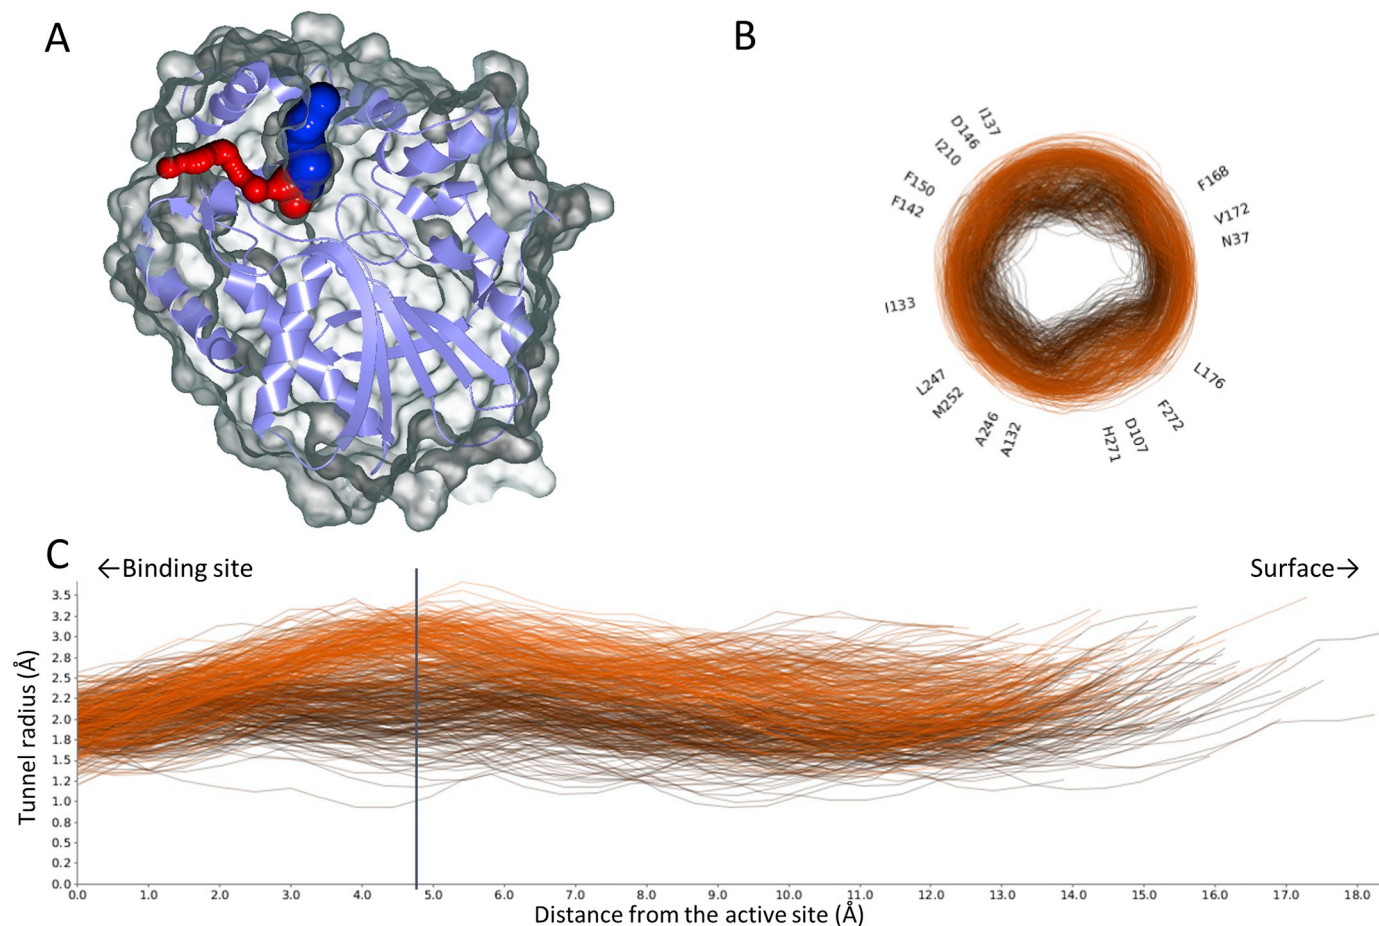 A
B
I137
D146
I210
F168
F150
V172
F142
N37
I133
L176
L247
M252
F272
A246
D107
A132
H271
C
←Binding site
Surface→
Tunnel radius (Å)
3.5
3.2
3.0
2.8
2.5
2.2
2.0
1.8
1.5
1.2
1.0
0.8
0.5
0.2
0.0
0.0 1.0 2.0 3.0 4.0 5.0 6.0 7.0 8.0 9.0 10.0 11.0 12.0 13.0 14.0 15.0 16.0 17.0 18.0
Distance from the active site (Å)